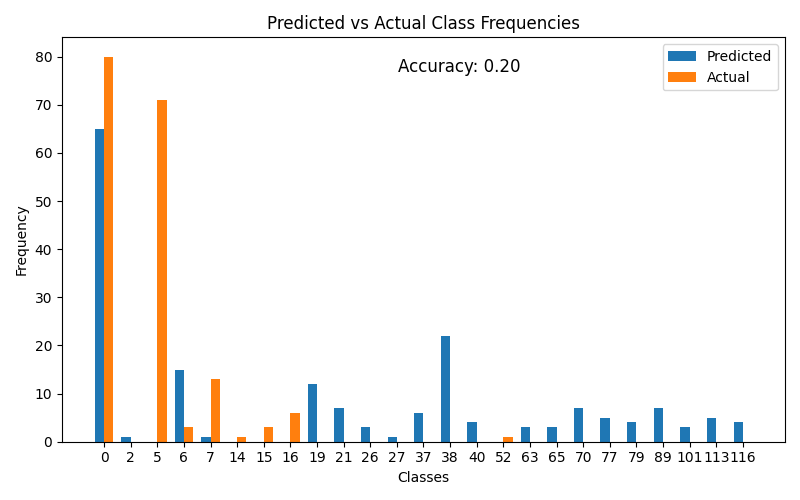 Predicted vs Actual Class Frequencies
Accuracy: 0.20
Predicted
Actual
Frequency
80
70
60
50
40
30
20
10
0
0 2 5 6 7 14 15 16 19 21 26 27 37 38 40 52 63 65 70 77 79 89 101 113 116
Classes